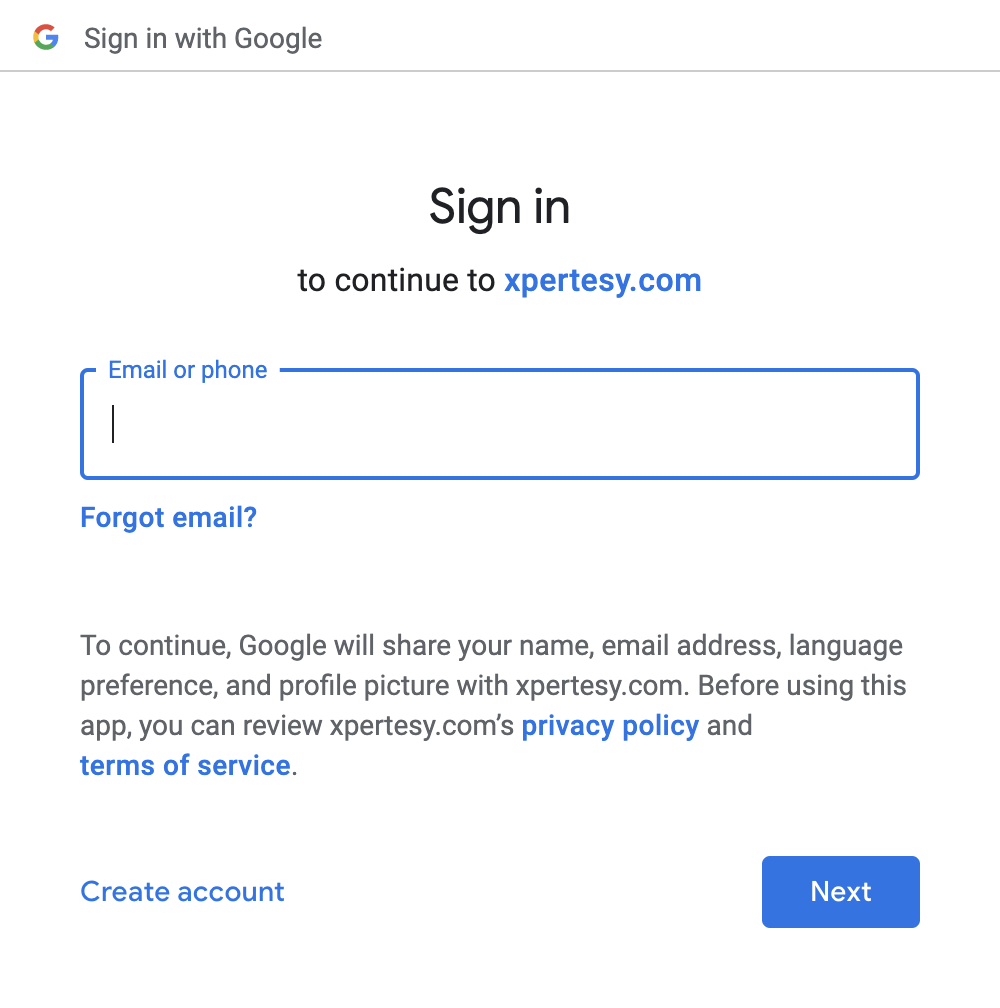 Sign in with Google
Sign in
to continue to xpertesy.com
Email or phone
Forgot email?
To continue, Google will share your name, email address, language
preference, and profile picture with xpertesy.com. Before using this
app, you can review xpertesy.com’s privacy policy and
terms of service.
Create account
Next